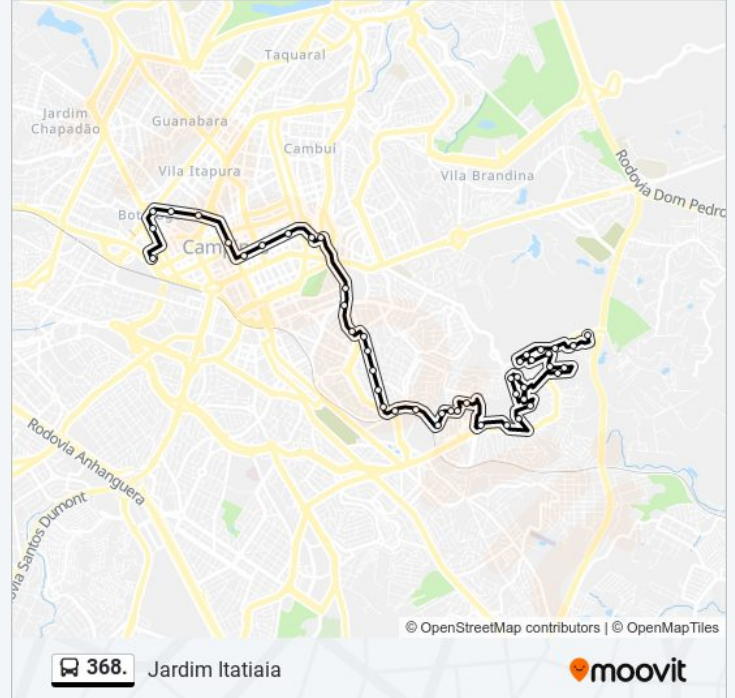 Taquaral
Jardim
Chapadão
Guanabara
Cambuí
Vila Itapura
Vila Brandina
Rodovia Dom Pedro
Rodovia Anhanguera
Santos Dumont
© OpenStreetMap contributors | © OpenMapTiles
368.
Jardim Itatiaia
moovit